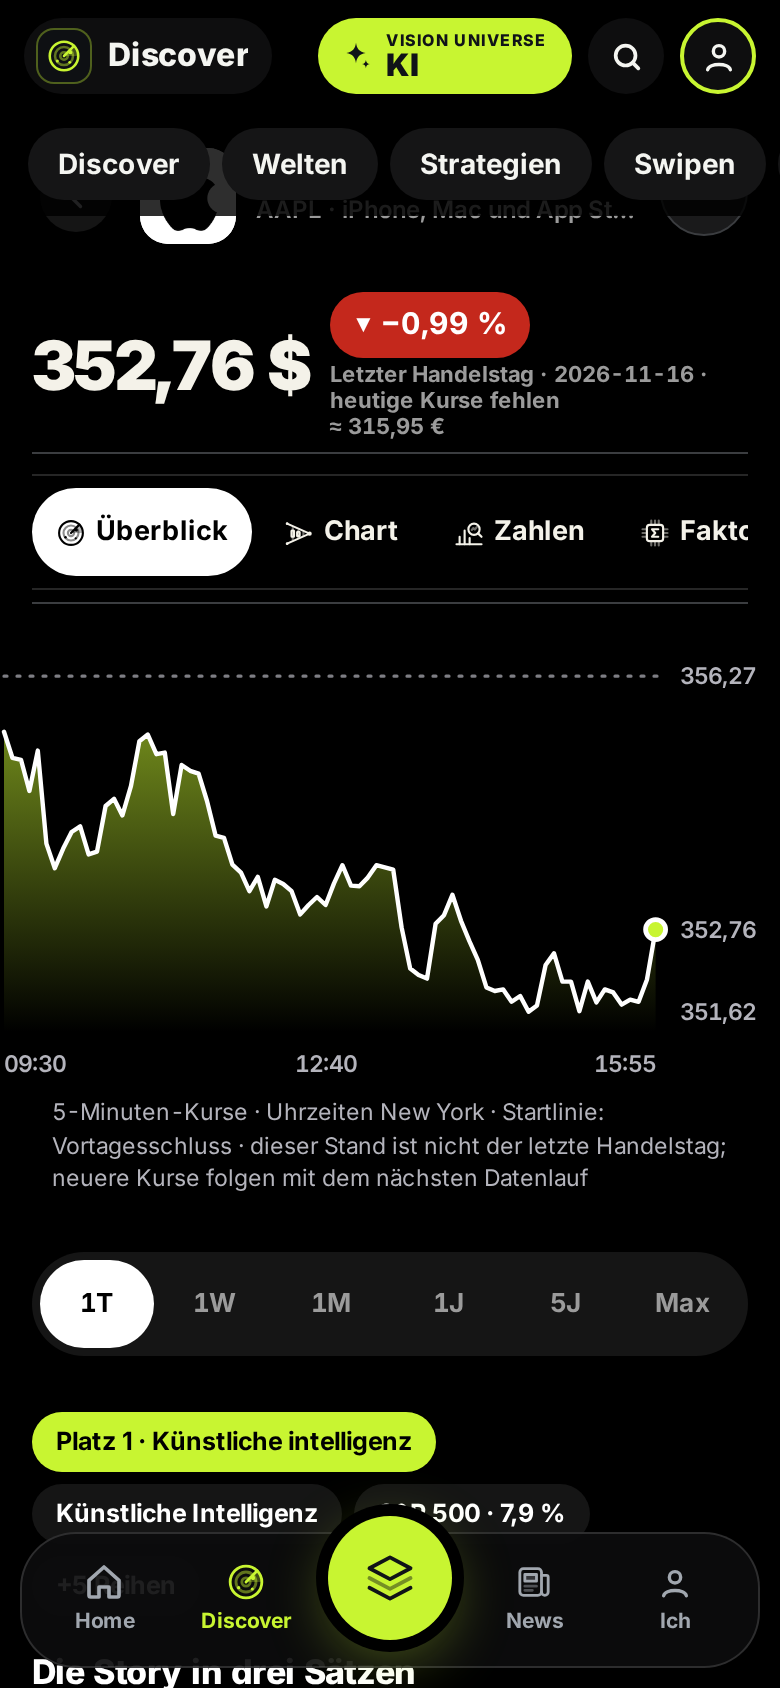 Discover
VISION UNIVERSE
KI
Discover
Welten
Strategien
Swipen
AAPL · iPhone, Mac und App St…
352,76 $
▼ −0,99 %
Letzter Handelstag · 2026-11-16 ·
heutige Kurse fehlen
≈ 315,95 €
Überblick
Chart
Zahlen
Fakto
356,27
352,76
351,62
09:30
12:40
15:55
5-Minuten-Kurse · Uhrzeiten New York · Startlinie:
Vortagesschluss · dieser Stand ist nicht der letzte Handelstag;
neuere Kurse folgen mit dem nächsten Datenlauf
1T
1W
1M
1J
5J
Max
Platz 1 · Künstliche intelligenz
Künstliche Intelligenz
500 · 7,9 %
Home
Discover
News
Ich
Die Story in drei Sätzen